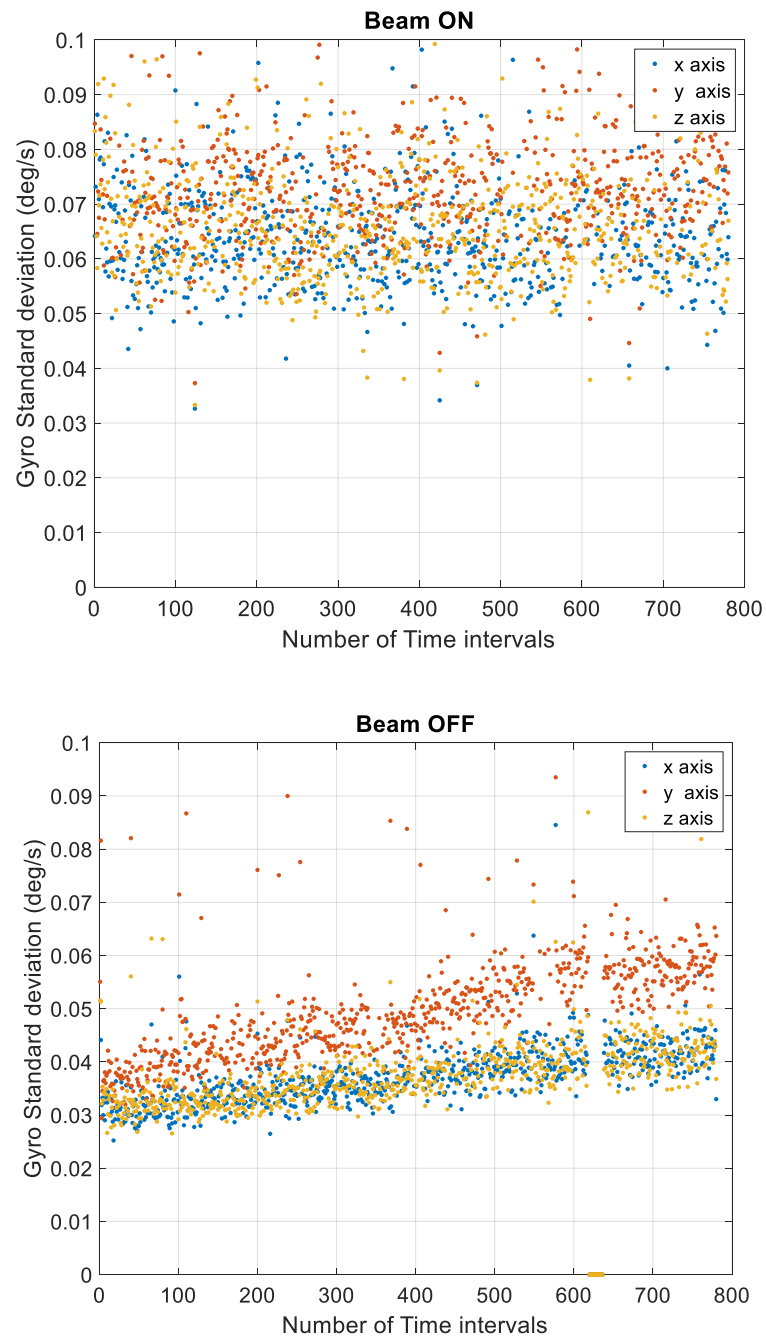 Beam ON
0.1
0.09
0.08
0.07
0.06
0.05
0.04
0.03
0.02
0.01
0
Gyro Standard deviation (deg/s)
x axis
y axis
z axis
0 100 200 300 400 500 600 700 800
Number of Time intervals
Beam OFF
0.1
0.09
0.08
0.07
0.06
0.05
0.04
0.03
0.02
0.01
0
Gyro Standard deviation (deg/s)
x axis
y axis
z axis
0 100 200 300 400 500 600 700 800
Number of Time intervals